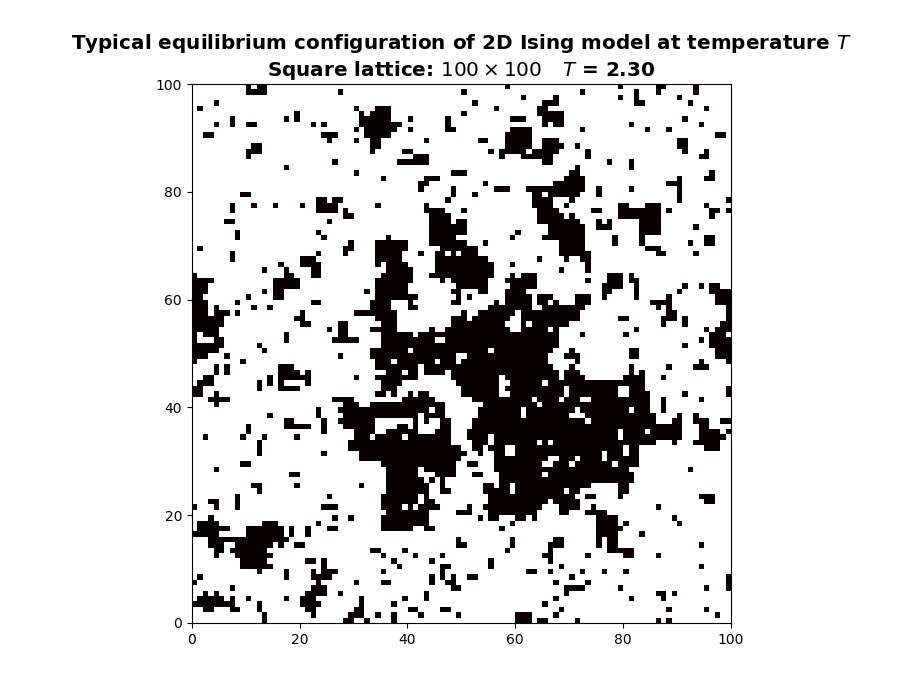 Typical equilibrium configuration of 2D Ising model at temperature T
Square lattice: 100 × 100 T = 2.30
100
80
60
40
20
0
0 20 40 60 80 100